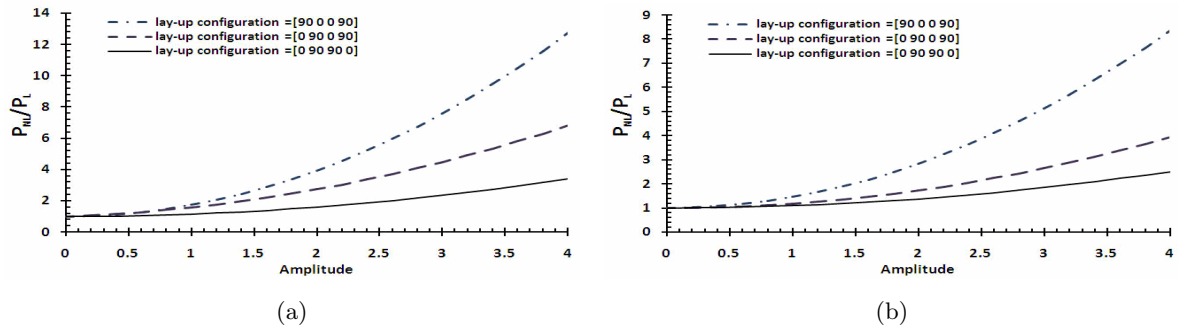 14
12
10
8
6
4
2
0
P_NL/P_L
lay-up configuration =[90 0 0 90]
lay-up configuration =[0 90 0 90]
lay-up configuration =[0 90 90 0]
0 0.5 1 1.5 2 2.5 3 3.5 4
Amplitude
(a)
9
8
7
6
5
4
3
2
1
0
P_NL/P_L
lay-up configuration =[90 0 0 90]
lay-up configuration =[0 90 0 90]
lay-up configuration =[0 90 90 0]
0 0.5 1 1.5 2 2.5 3 3.5 4
Amplitude
(b)